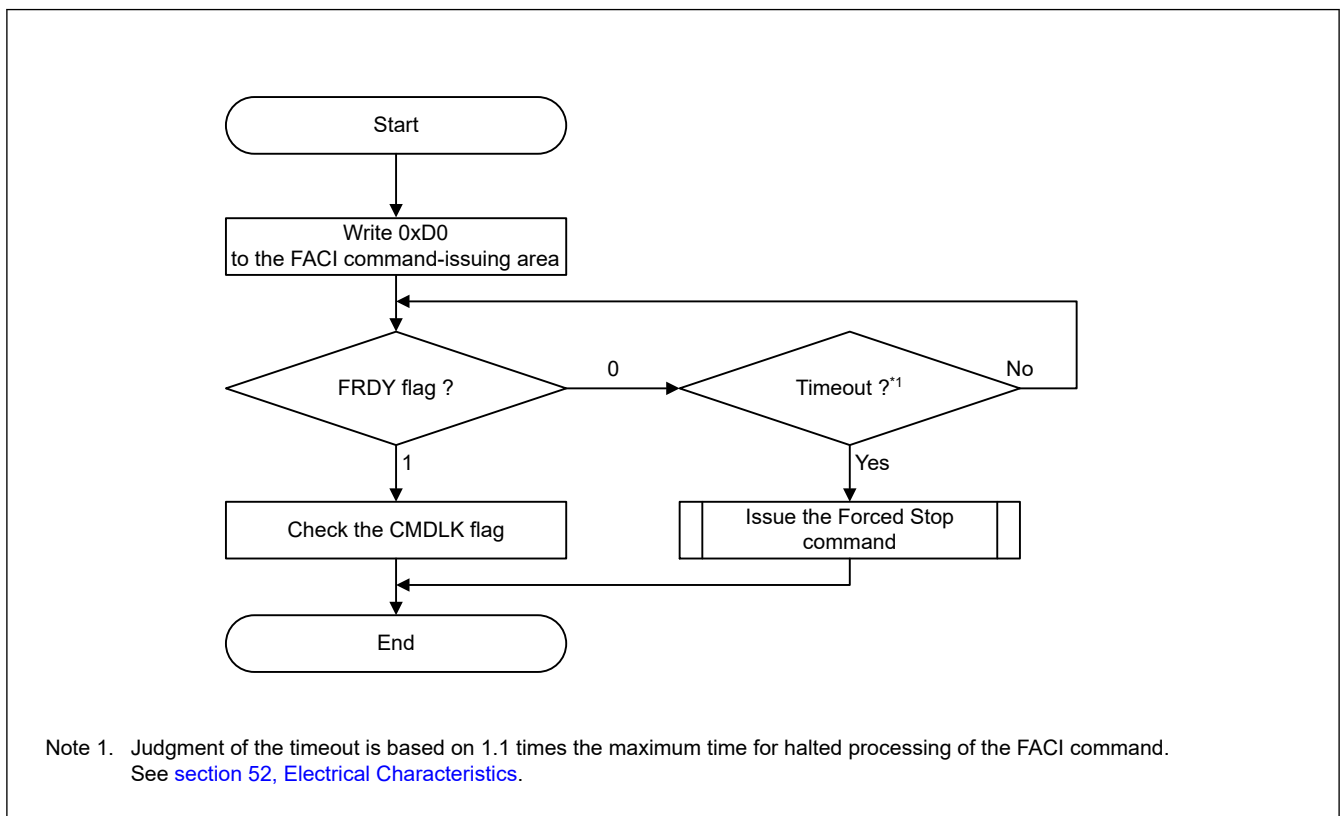 Start
Write 0xD0
to the FACI command-issuing area
FRDY flag ?
0
Timeout ?*1
No
1
Yes
Check the CMDLK flag
Issue the Forced Stop
command
End
Note 1. Judgment of the timeout is based on 1.1 times the maximum time for halted processing of the FACI command.
See section 52, Electrical Characteristics.